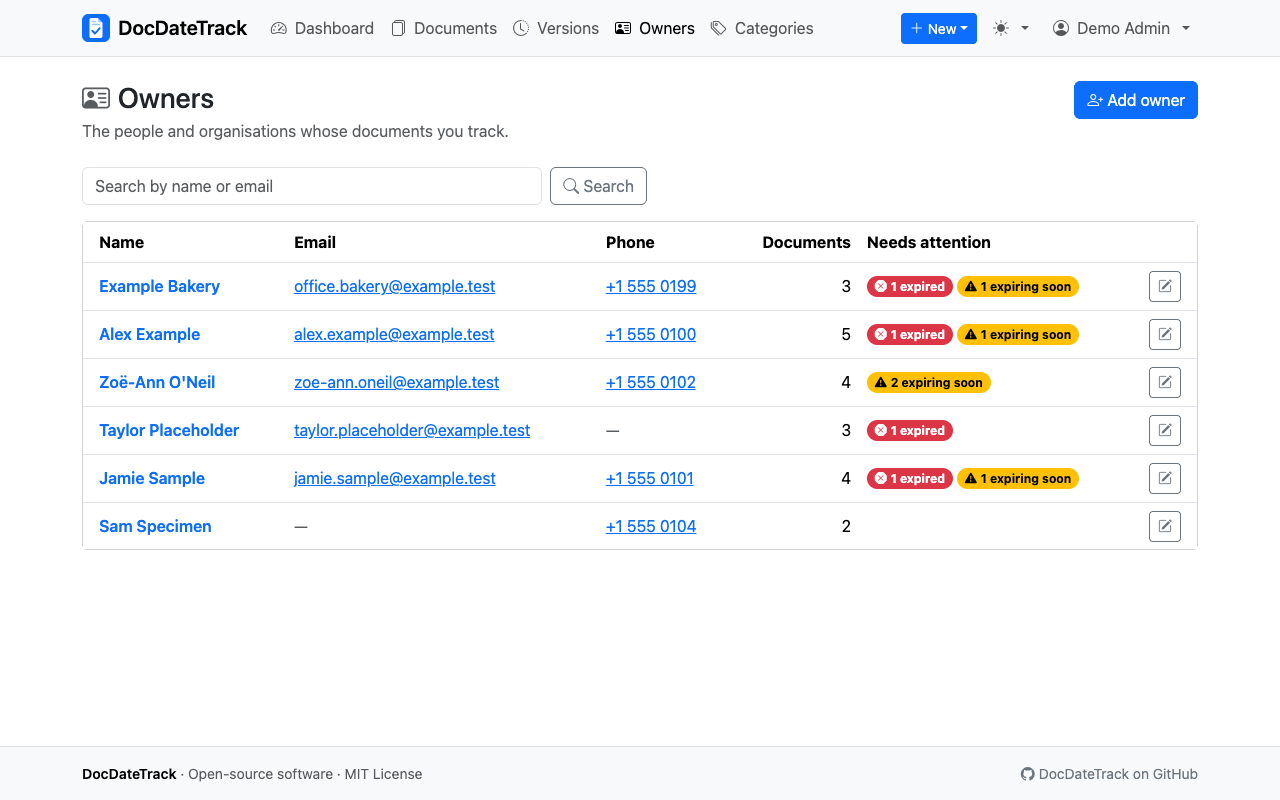 DocDateTrack Dashboard Documents Versions Owners Categories New Demo Admin
Owners
Add owner
The people and organisations whose documents you track.
Search by name or email Search
Name Email Phone Documents Needs attention
Example Bakery office.bakery@example.test +1 555 0199 3 1 expired 1 expiring soon
Alex Example alex.example@example.test +1 555 0100 5 1 expired 1 expiring soon
Zoë-Ann O'Neil zoe-ann.oneil@example.test +1 555 0102 4 2 expiring soon
Taylor Placeholder taylor.placeholder@example.test — 3 1 expired
Jamie Sample jamie.sample@example.test +1 555 0101 4 1 expired 1 expiring soon
Sam Specimen — +1 555 0104 2
DocDateTrack · Open-source software · MIT License DocDateTrack on GitHub